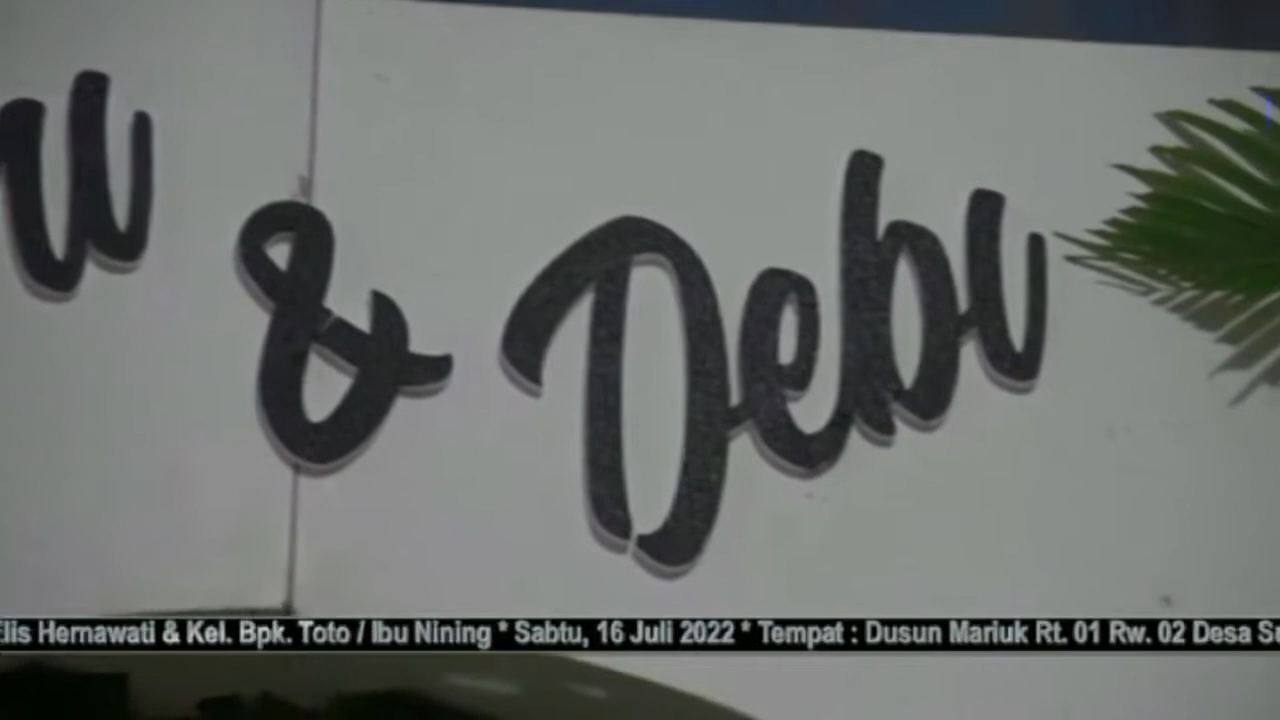 & Debu
Elis Hernawati & Kel. Bpk. Toto / Ibu Nining * Sabtu, 16 Juli 2022 * Tempat : Dusun Mariuk Rt. 01 Rw. 02 Desa